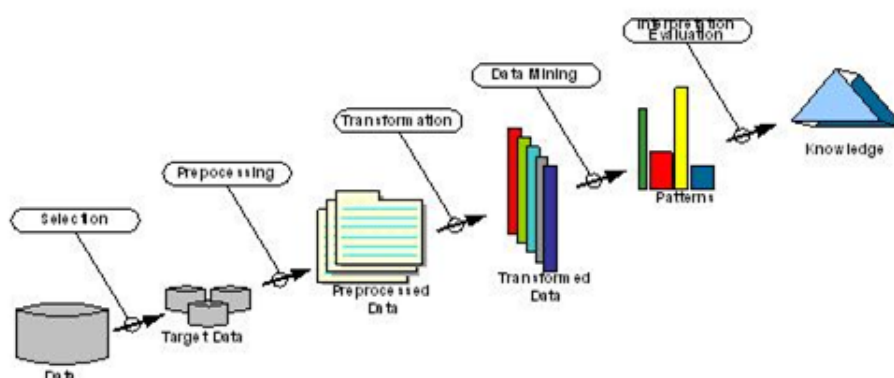 Interpretation
Evaluation
Data Mining
Transformation
Prepocessing
Selection
Knowledge
Patterns
Transformed
Data
Preprocessed
Data
Target Data
Data